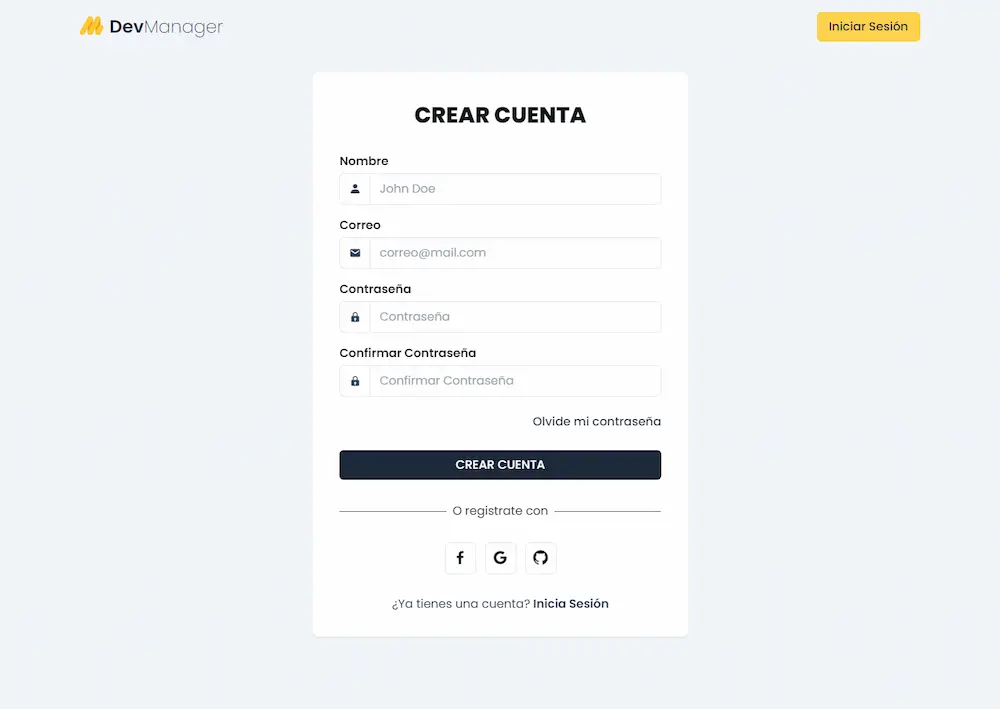 DevManager
Iniciar Sesión
CREAR CUENTA
Nombre
John Doe
Correo
correo@mail.com
Contraseña
Contraseña
Confirmar Contraseña
Confirmar Contraseña
Olvide mi contraseña
CREAR CUENTA
O registrate con
¿Ya tienes una cuenta? Inicia Sesión